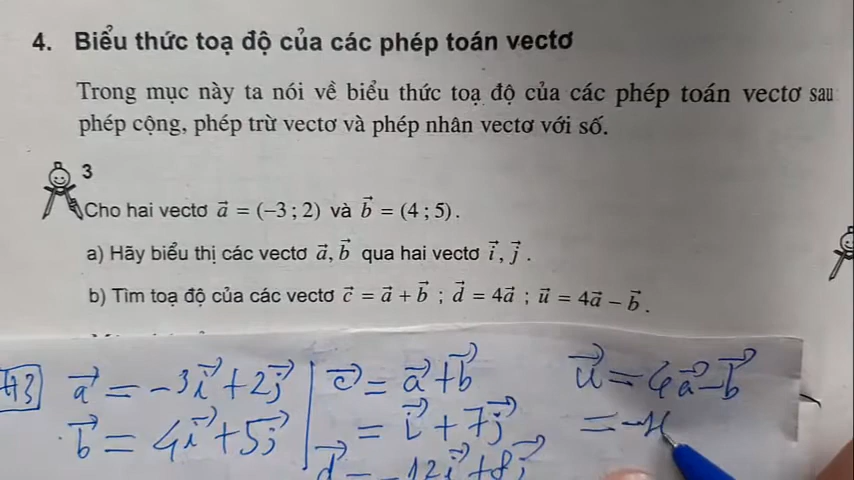 4. Biểu thức toạ độ của các phép toán vectơ
Trong mục này ta nói về biểu thức toạ độ của các phép toán vectơ sau
phép cộng, phép trừ vectơ và phép nhân vectơ với số.
3
Cho hai vectơ a⃗ = (−3 ; 2) và b⃗ = (4 ; 5).
a) Hãy biểu thị các vectơ a⃗, b⃗ qua hai vectơ i⃗, j⃗.
b) Tìm toạ độ của các vectơ c⃗ = a⃗ + b⃗ ; d⃗ = 4a⃗ ; u⃗ = 4a⃗ − b⃗.
H3 a⃗ = −3i⃗ + 2j⃗
b⃗ = 4i⃗ + 5j⃗
c⃗ = a⃗ + b⃗
= i⃗ + 7j⃗
d⃗ = −12i⃗ + 8j⃗
u⃗ = 4a⃗ − b⃗
= −